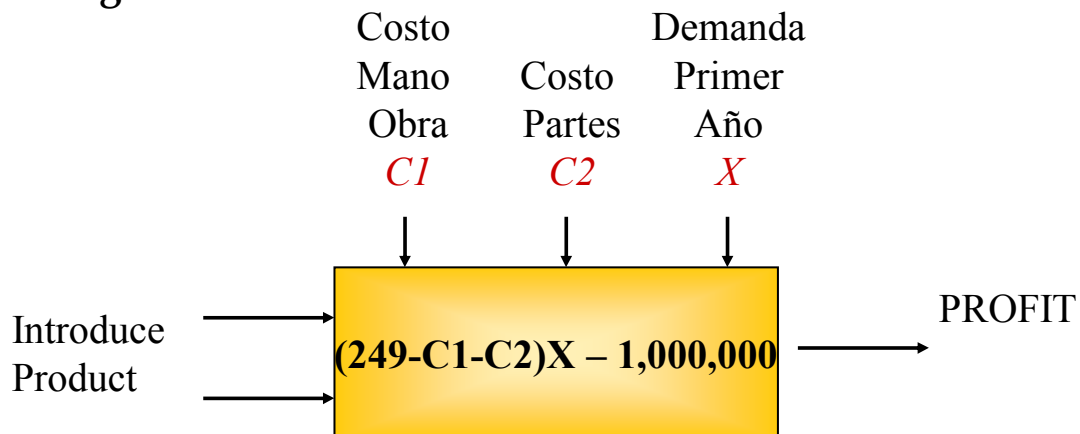 Costo
Mano
Obra
C1
Costo
Partes
C2
Demanda
Primer
Año
X
Introduce
Product
(249-C1-C2)X – 1,000,000
PROFIT